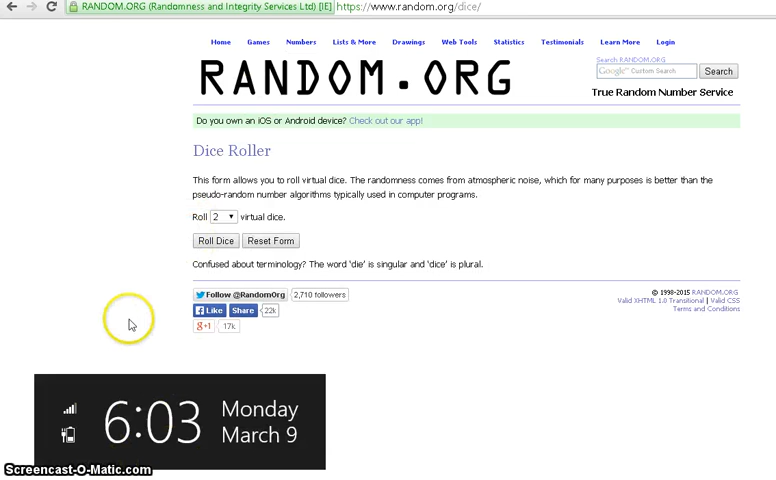 RANDOM.ORG (Randomness and Integrity Services Ltd) [IE] https://www.random.org/dice/
Home Games Numbers Lists & More Drawings Web Tools Statistics Testimonials Learn More Login
RANDOM.ORG
Search RANDOM.ORG
Google™ Custom Search Search
True Random Number Service
Do you own an iOS or Android device? Check out our app!
Dice Roller
This form allows you to roll virtual dice. The randomness comes from atmospheric noise, which for many purposes is better than the
pseudo-random number algorithms typically used in computer programs.
Roll 2 virtual dice.
Roll Dice Reset Form
Confused about terminology? The word 'die' is singular and 'dice' is plural.
Follow @RandomOrg 2,710 followers
Like Share 22k
g+1 17k
© 1998-2015 RANDOM.ORG
Valid XHTML 1.0 Transitional | Valid CSS
Terms and Conditions
6:03 Monday
March 9
Screencast-O-Matic.com